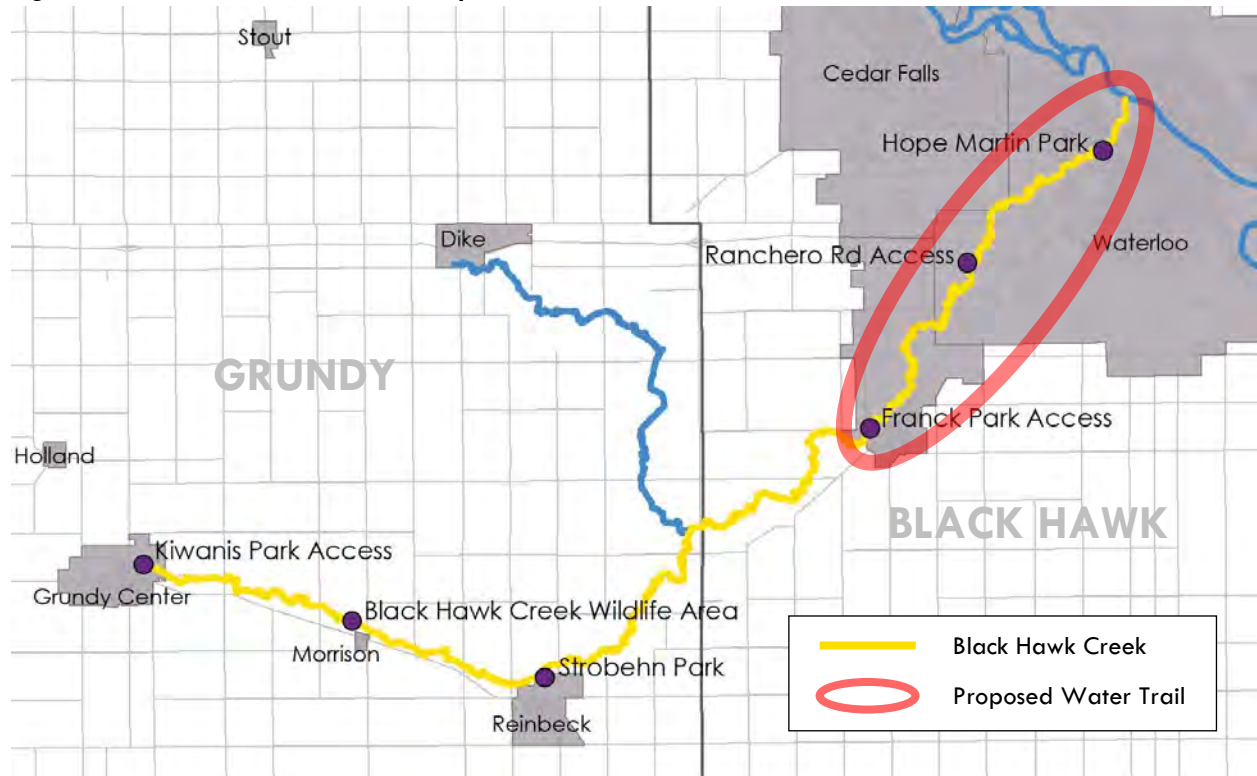 Stout
Cedar Falls
Hope Martin Park
Dike
Ranchero Rd Access
Waterloo
GRUNDY
Franck Park Access
Holland
BLACK HAWK
Kiwanis Park Access
Grundy Center
Black Hawk Creek Wildlife Area
Morrison
Strobehn Park
Reinbeck
Black Hawk Creek
Proposed Water Trail